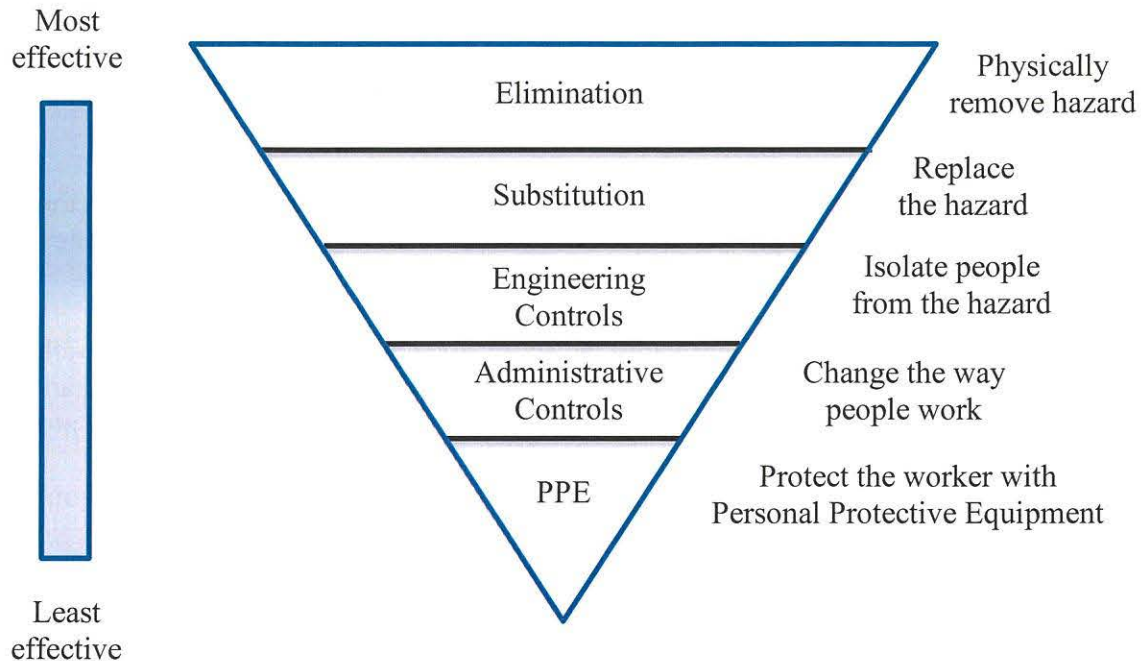 Most
effective
Elimination
Physically
remove hazard
Substitution
Replace
the hazard
Engineering
Controls
Isolate people
from the hazard
Administrative
Controls
Change the way
people work
PPE
Protect the worker with
Personal Protective Equipment
Least
effective